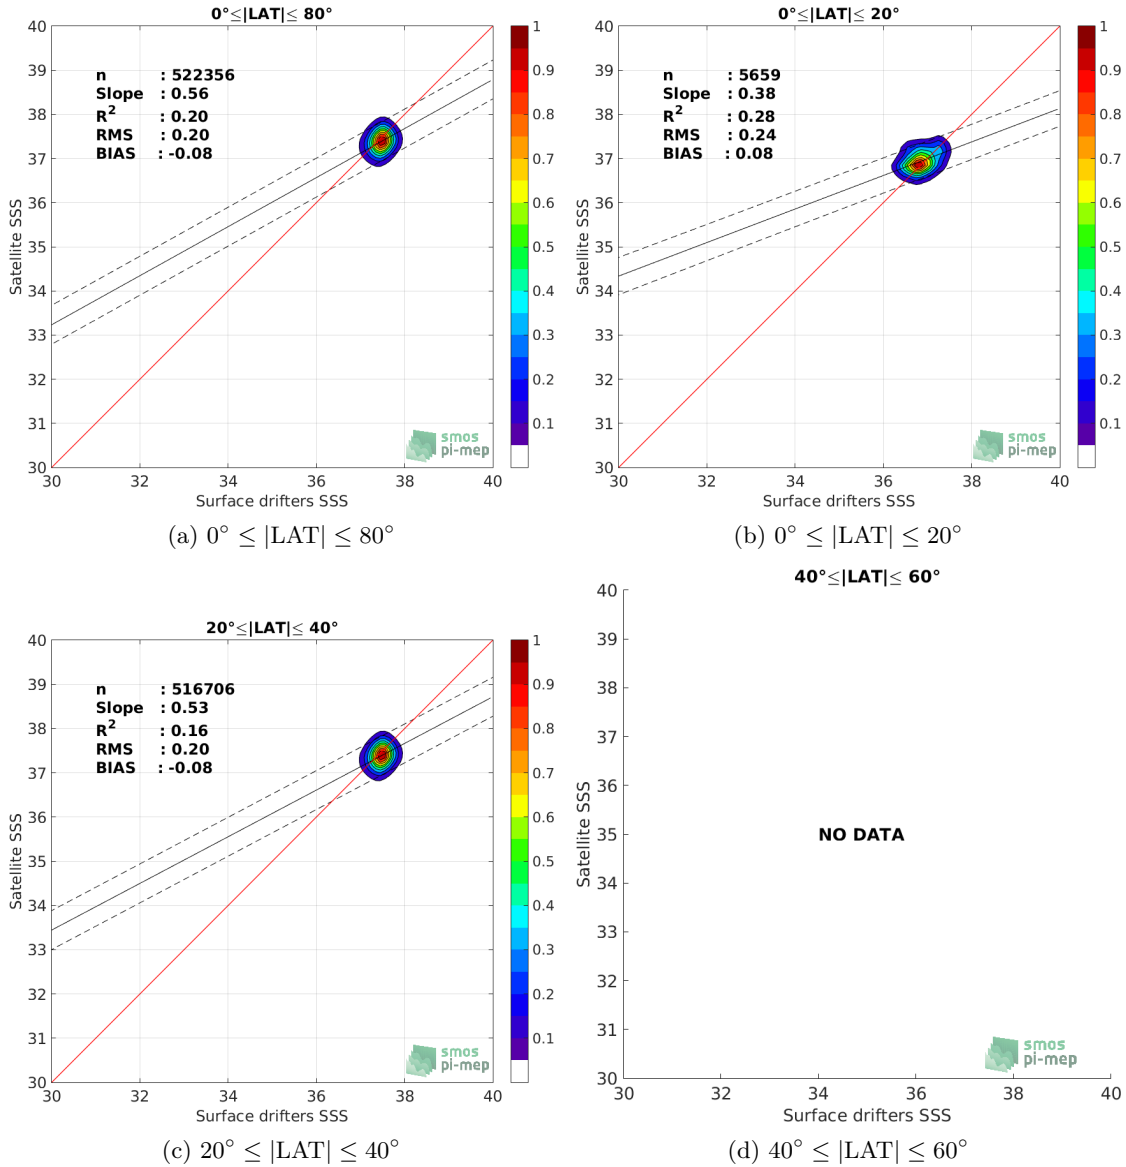 0°≤|LAT|≤ 80°
40
39
38
37
36
35
34
33
32
31
30
Satellite SSS
n : 522356
Slope : 0.56
R² : 0.20
RMS : 0.20
BIAS : -0.08
smos
pi-mep
30 32 34 36 38 40
Surface drifters SSS
1
0.9
0.8
0.7
0.6
0.5
0.4
0.3
0.2
0.1
(a) 0° ≤ |LAT| ≤ 80°
0°≤|LAT|≤ 20°
40
39
38
37
36
35
34
33
32
31
30
Satellite SSS
n : 5659
Slope : 0.38
R² : 0.28
RMS : 0.24
BIAS : 0.08
smos
pi-mep
30 32 34 36 38 40
Surface drifters SSS
1
0.9
0.8
0.7
0.6
0.5
0.4
0.3
0.2
0.1
(b) 0° ≤ |LAT| ≤ 20°
20°≤|LAT|≤ 40°
40
39
38
37
36
35
34
33
32
31
30
Satellite SSS
n : 516706
Slope : 0.53
R² : 0.16
RMS : 0.20
BIAS : -0.08
smos
pi-mep
30 32 34 36 38 40
Surface drifters SSS
1
0.9
0.8
0.7
0.6
0.5
0.4
0.3
0.2
0.1
(c) 20° ≤ |LAT| ≤ 40°
40°≤|LAT|≤ 60°
40
39
38
37
36
35
34
33
32
31
30
Satellite SSS
NO DATA
smos
pi-mep
30 32 34 36 38 40
Surface drifters SSS
(d) 40° ≤ |LAT| ≤ 60°